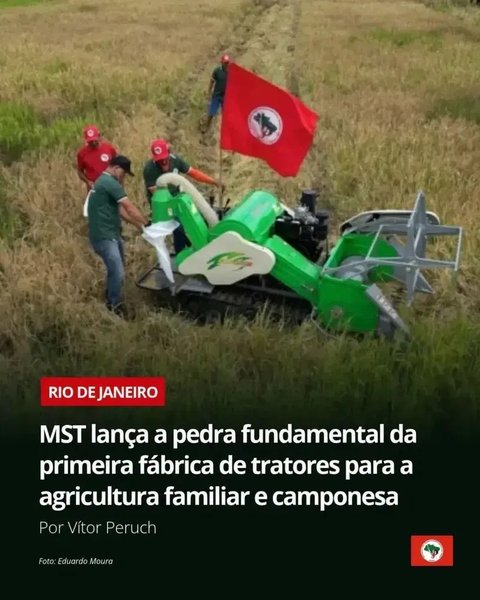 RIO DE JANEIRO
MST lança a pedra fundamental da
primeira fábrica de tratores para a
agricultura familiar e camponesa
Por Vítor Peruch
Foto: Eduardo Moura